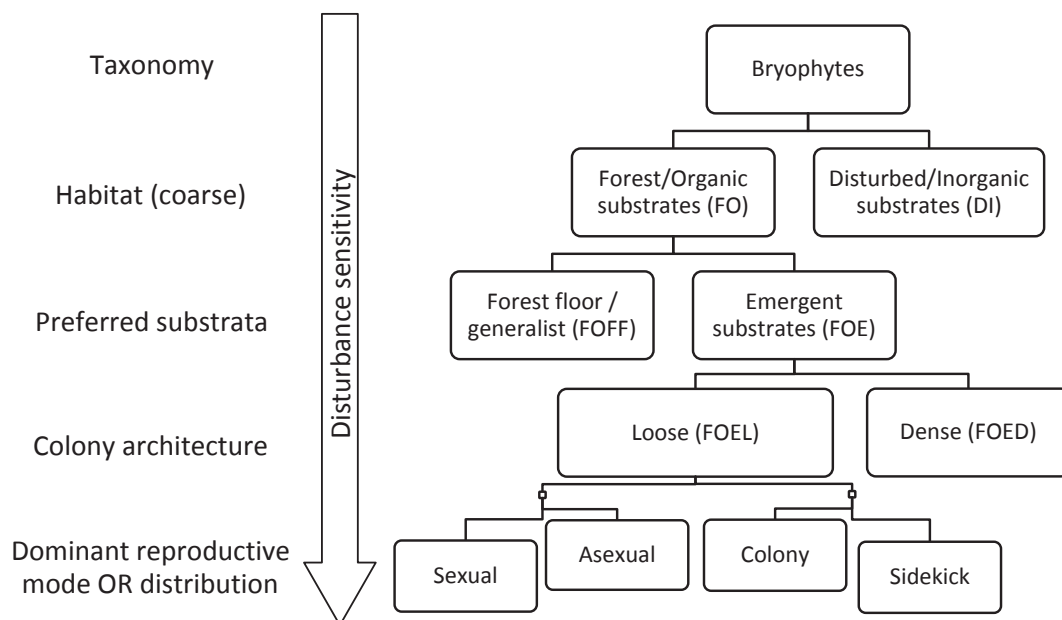 Taxonomy
Bryophytes
Disturbance sensitivity
Habitat (coarse)
Forest/Organic
substrates (FO)
Disturbed/Inorganic
substrates (DI)
Preferred substrata
Forest floor /
generalist (FOFF)
Emergent
substrates (FOE)
Colony architecture
Loose (FOEL)
Dense (FOED)
Dominant reproductive
mode OR distribution
Sexual
Asexual
Colony
Sidekick